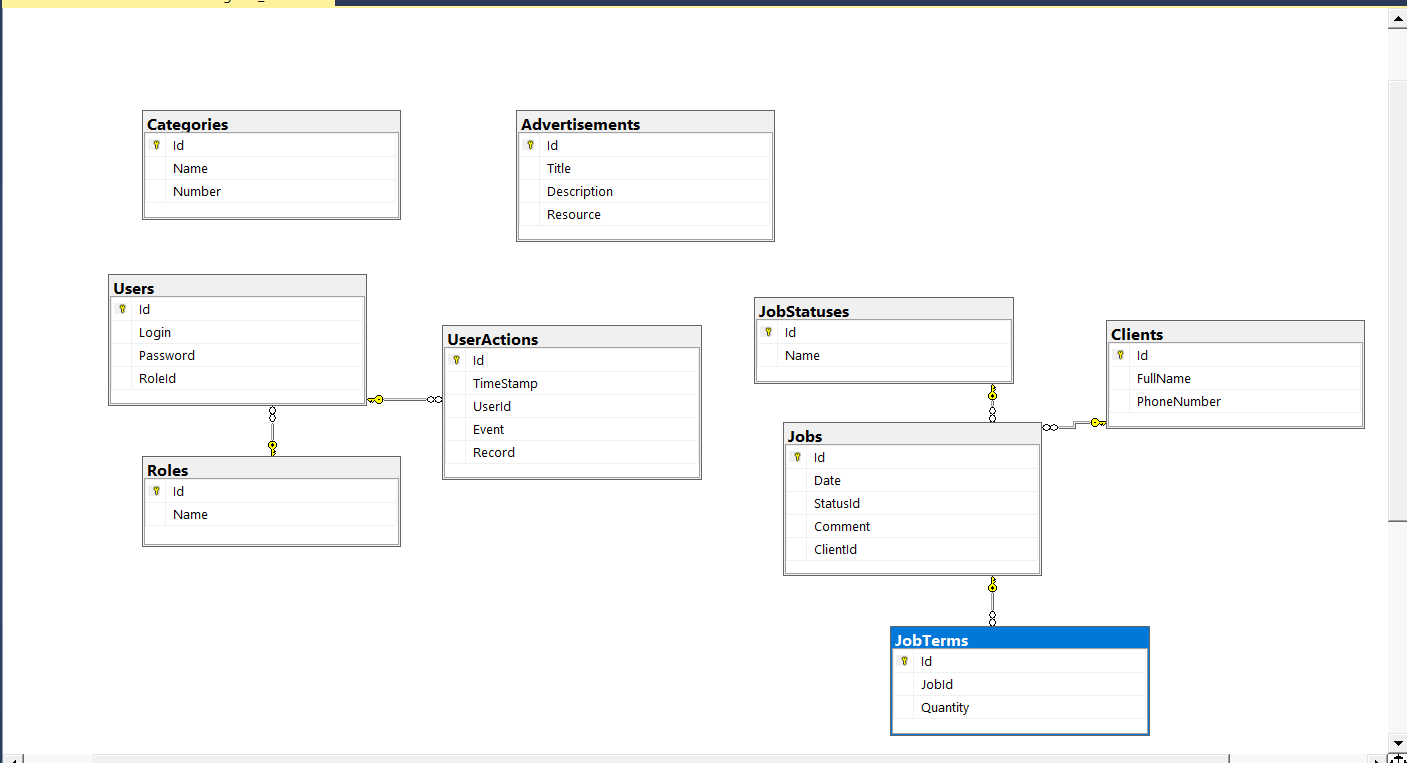 Categories
Id
Name
Number
Advertisements
Id
Title
Description
Resource
Users
Id
Login
Password
RoleId
UserActions
Id
TimeStamp
UserId
Event
Record
Roles
Id
Name
JobStatuses
Id
Name
Clients
Id
FullName
PhoneNumber
Jobs
Id
Date
StatusId
Comment
ClientId
JobTerms
Id
JobId
Quantity